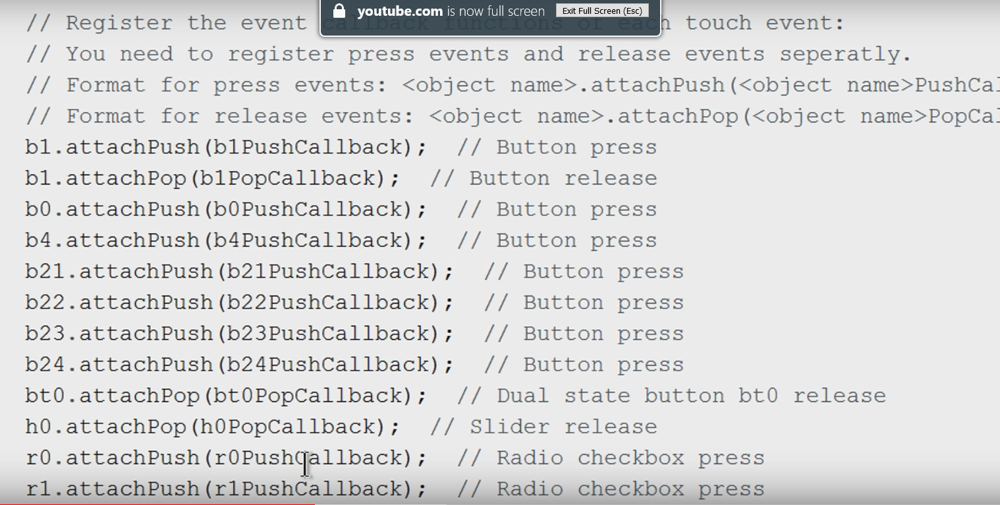 youtube.com is now full screen Exit Full Screen (Esc)
// Register the event callback functions of each touch event:
// You need to register press events and release events seperatly.
// Format for press events: <object name>.attachPush(<object name>PushCal
// Format for release events: <object name>.attachPop(<object name>PopCal
b1.attachPush(b1PushCallback);  // Button press
b1.attachPop(b1PopCallback);  // Button release
b0.attachPush(b0PushCallback);  // Button press
b4.attachPush(b4PushCallback);  // Button press
b21.attachPush(b21PushCallback);  // Button press
b22.attachPush(b22PushCallback);  // Button press
b23.attachPush(b23PushCallback);  // Button press
b24.attachPush(b24PushCallback);  // Button press
bt0.attachPop(bt0PopCallback);  // Dual state button bt0 release
h0.attachPop(h0PopCallback);  // Slider release
r0.attachPush(r0PushCallback);  // Radio checkbox press
r1.attachPush(r1PushCallback);  // Radio checkbox press